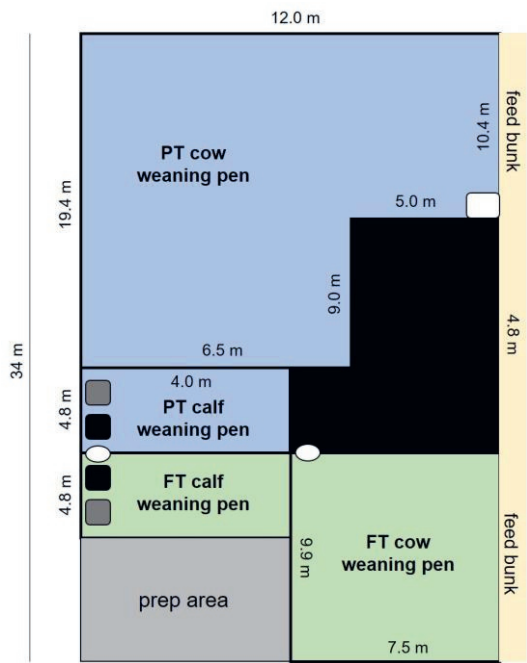 12.0 m
feed bunk
10.4 m
PT cow
weaning pen
5.0 m
19.4 m
9.0 m
4.8 m
34 m
6.5 m
4.0 m
4.8 m
PT calf
weaning pen
4.8 m
FT calf
weaning pen
feed bunk
9.9 m
FT cow
weaning pen
prep area
7.5 m